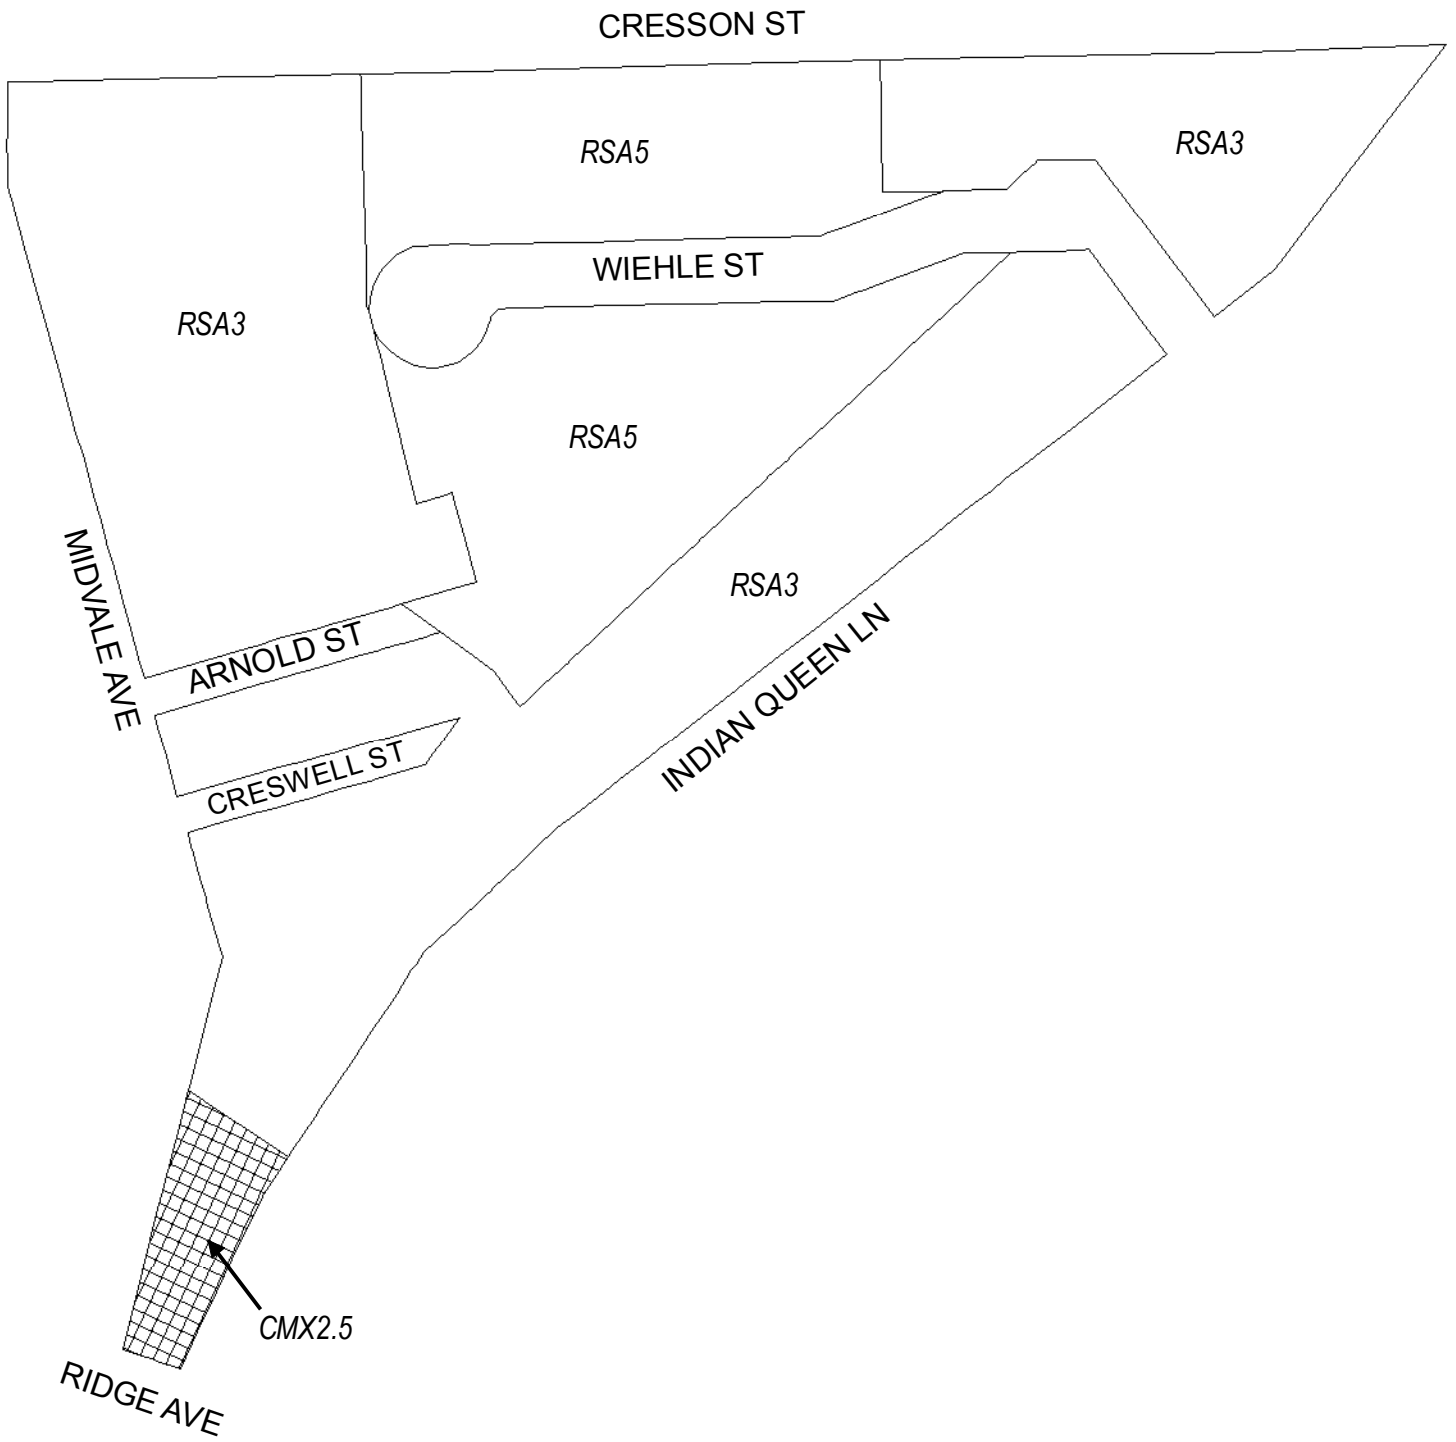 CRESSON ST
RSA5
RSA3
WIEHLE ST
RSA3
RSA5
MIDVALE AVE
RSA3
ARNOLD ST
INDIAN QUEEN LN
CRESWELL ST
CMX2.5
RIDGE AVE